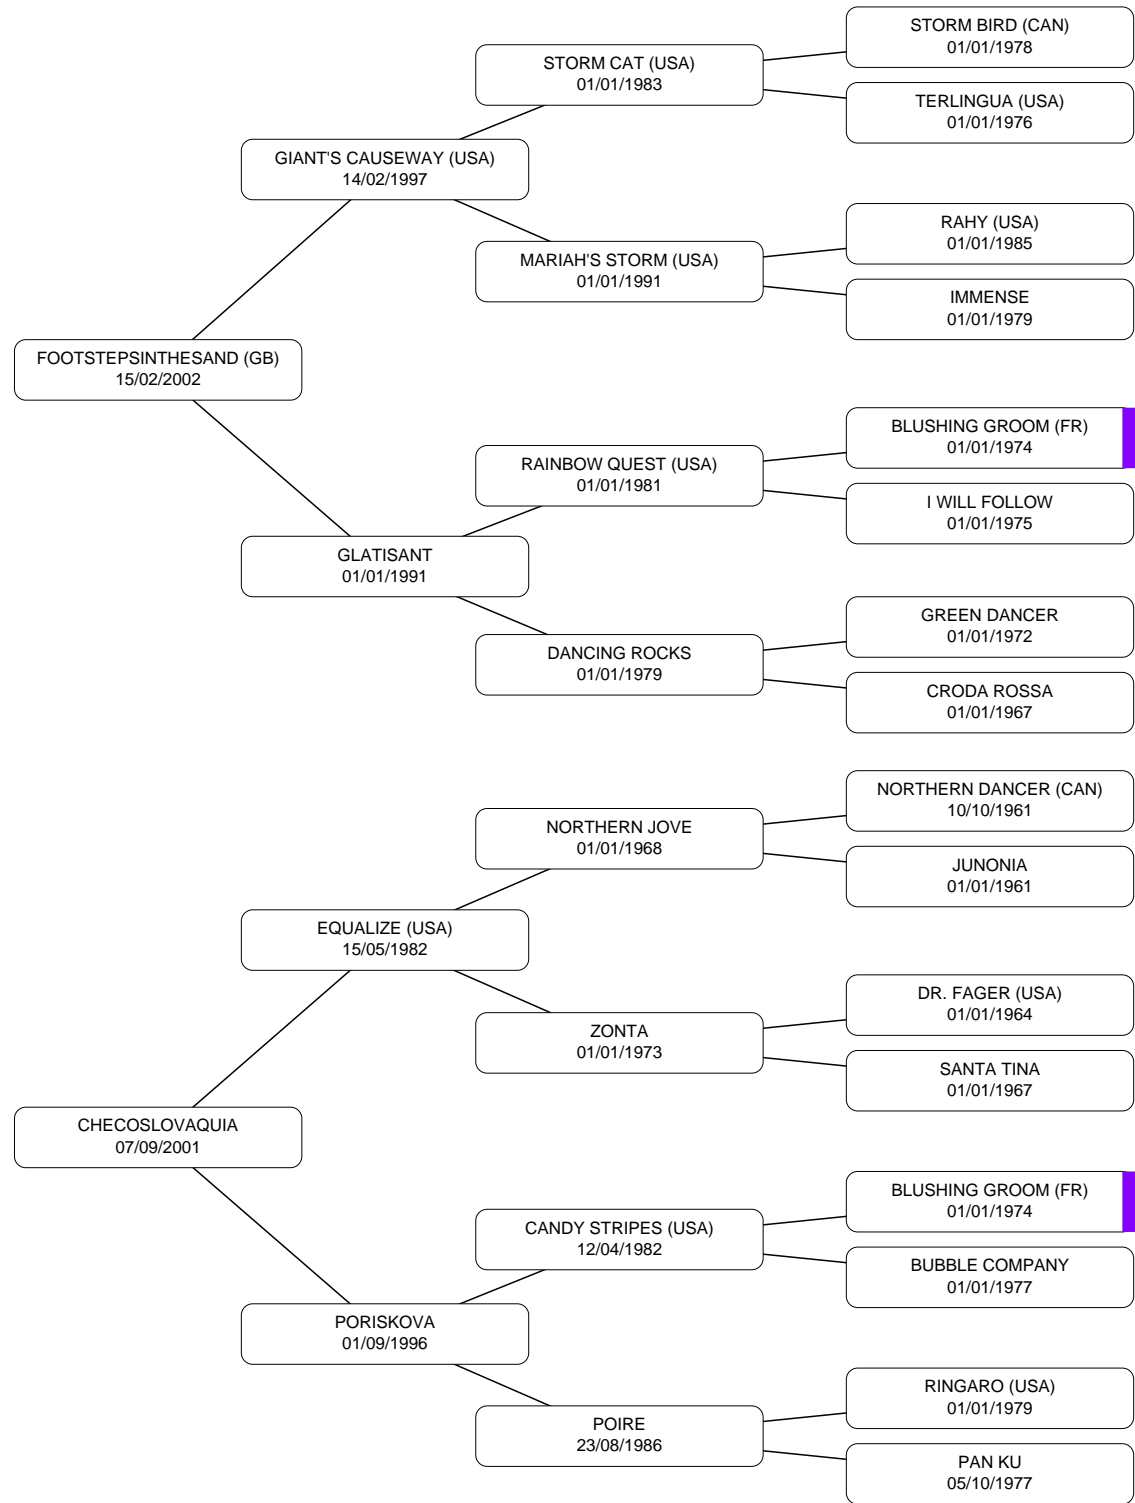 STORM BIRD (CAN)
01/01/1978
STORM CAT (USA)
01/01/1983
TERLINGUA (USA)
01/01/1976
GIANT'S CAUSEWAY (USA)
14/02/1997
RAHY (USA)
01/01/1985
MARIAH'S STORM (USA)
01/01/1991
IMMENSE
01/01/1979
FOOTSTEPSINTHESAND (GB)
15/02/2002
BLUSHING GROOM (FR)
01/01/1974
RAINBOW QUEST (USA)
01/01/1981
I WILL FOLLOW
01/01/1975
GLATISANT
01/01/1991
GREEN DANCER
01/01/1972
DANCING ROCKS
01/01/1979
CRODA ROSSA
01/01/1967
NORTHERN DANCER (CAN)
10/10/1961
NORTHERN JOVE
01/01/1968
JUNONIA
01/01/1961
EQUALIZE (USA)
15/05/1982
DR. FAGER (USA)
01/01/1964
ZONTA
01/01/1973
SANTA TINA
01/01/1967
CHECOSLOVAQUIA
07/09/2001
BLUSHING GROOM (FR)
01/01/1974
CANDY STRIPES (USA)
12/04/1982
BUBBLE COMPANY
01/01/1977
PORISKOVA
01/09/1996
RINGARO (USA)
01/01/1979
POIRE
23/08/1986
PAN KU
05/10/1977